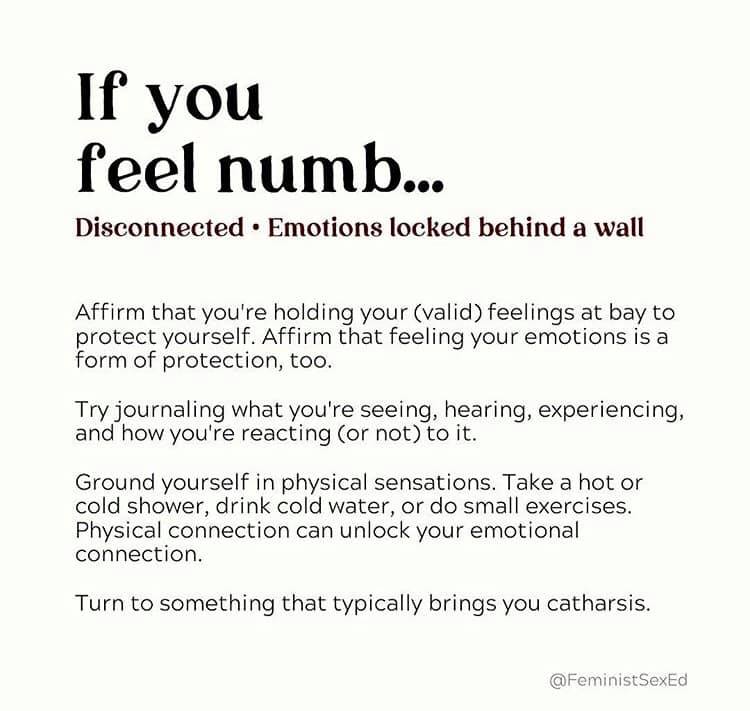 If you
feel numb...
Disconnected • Emotions locked behind a wall
Affirm that you're holding your (valid) feelings at bay to
protect yourself. Affirm that feeling your emotions is a
form of protection, too.
Try journaling what you're seeing, hearing, experiencing,
and how you're reacting (or not) to it.
Ground yourself in physical sensations. Take a hot or
cold shower, drink cold water, or do small exercises.
Physical connection can unlock your emotional
connection.
Turn to something that typically brings you catharsis.
@FeministSexEd